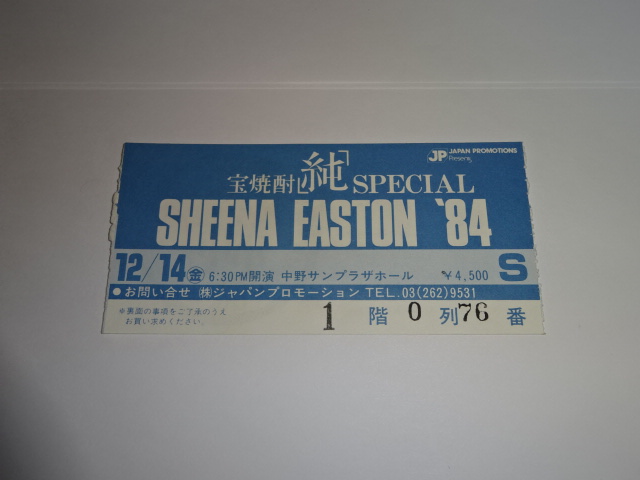 JP JAPAN PROMOTIONS
Presents
宝焼酎「純」SPECIAL
SHEENA EASTON '84
12/14㊎ 6:30PM開演 中野サンプラザホール ¥4,500 S
●お問い合せ ㈱ジャパンプロモーション TEL.03(262)9531
※裏面の事項をご了承のうえ
お買い求めください。
1階 O列 76番